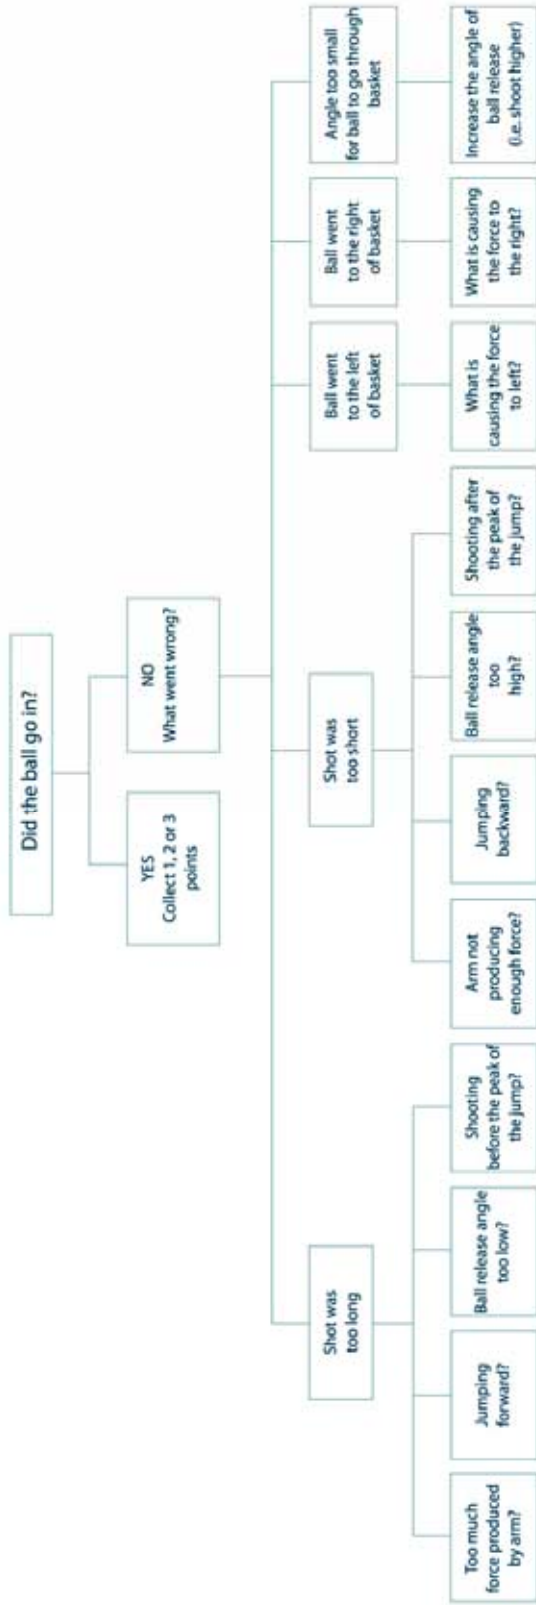 Did the ball go in?
YES
Collect 1, 2 or 3
points
NO
What went wrong?
Shot was
too long
Shot was
too short
Ball went
to the left
of basket
Ball went
to the right
of basket
Angle too small
for ball to go through
basket
Too much
force produced
by arm?
Jumping
forward?
Ball release angle
too low?
Shooting
before the peak of
the jump?
Arm not
producing
enough force?
Jumping
backward?
Ball release angle
too
high?
Shooting after
the peak of
the jump?
What is
causing the force
to left?
What is causing
the force to
the right?
Increase the angle of
ball release
(i.e. shoot higher)